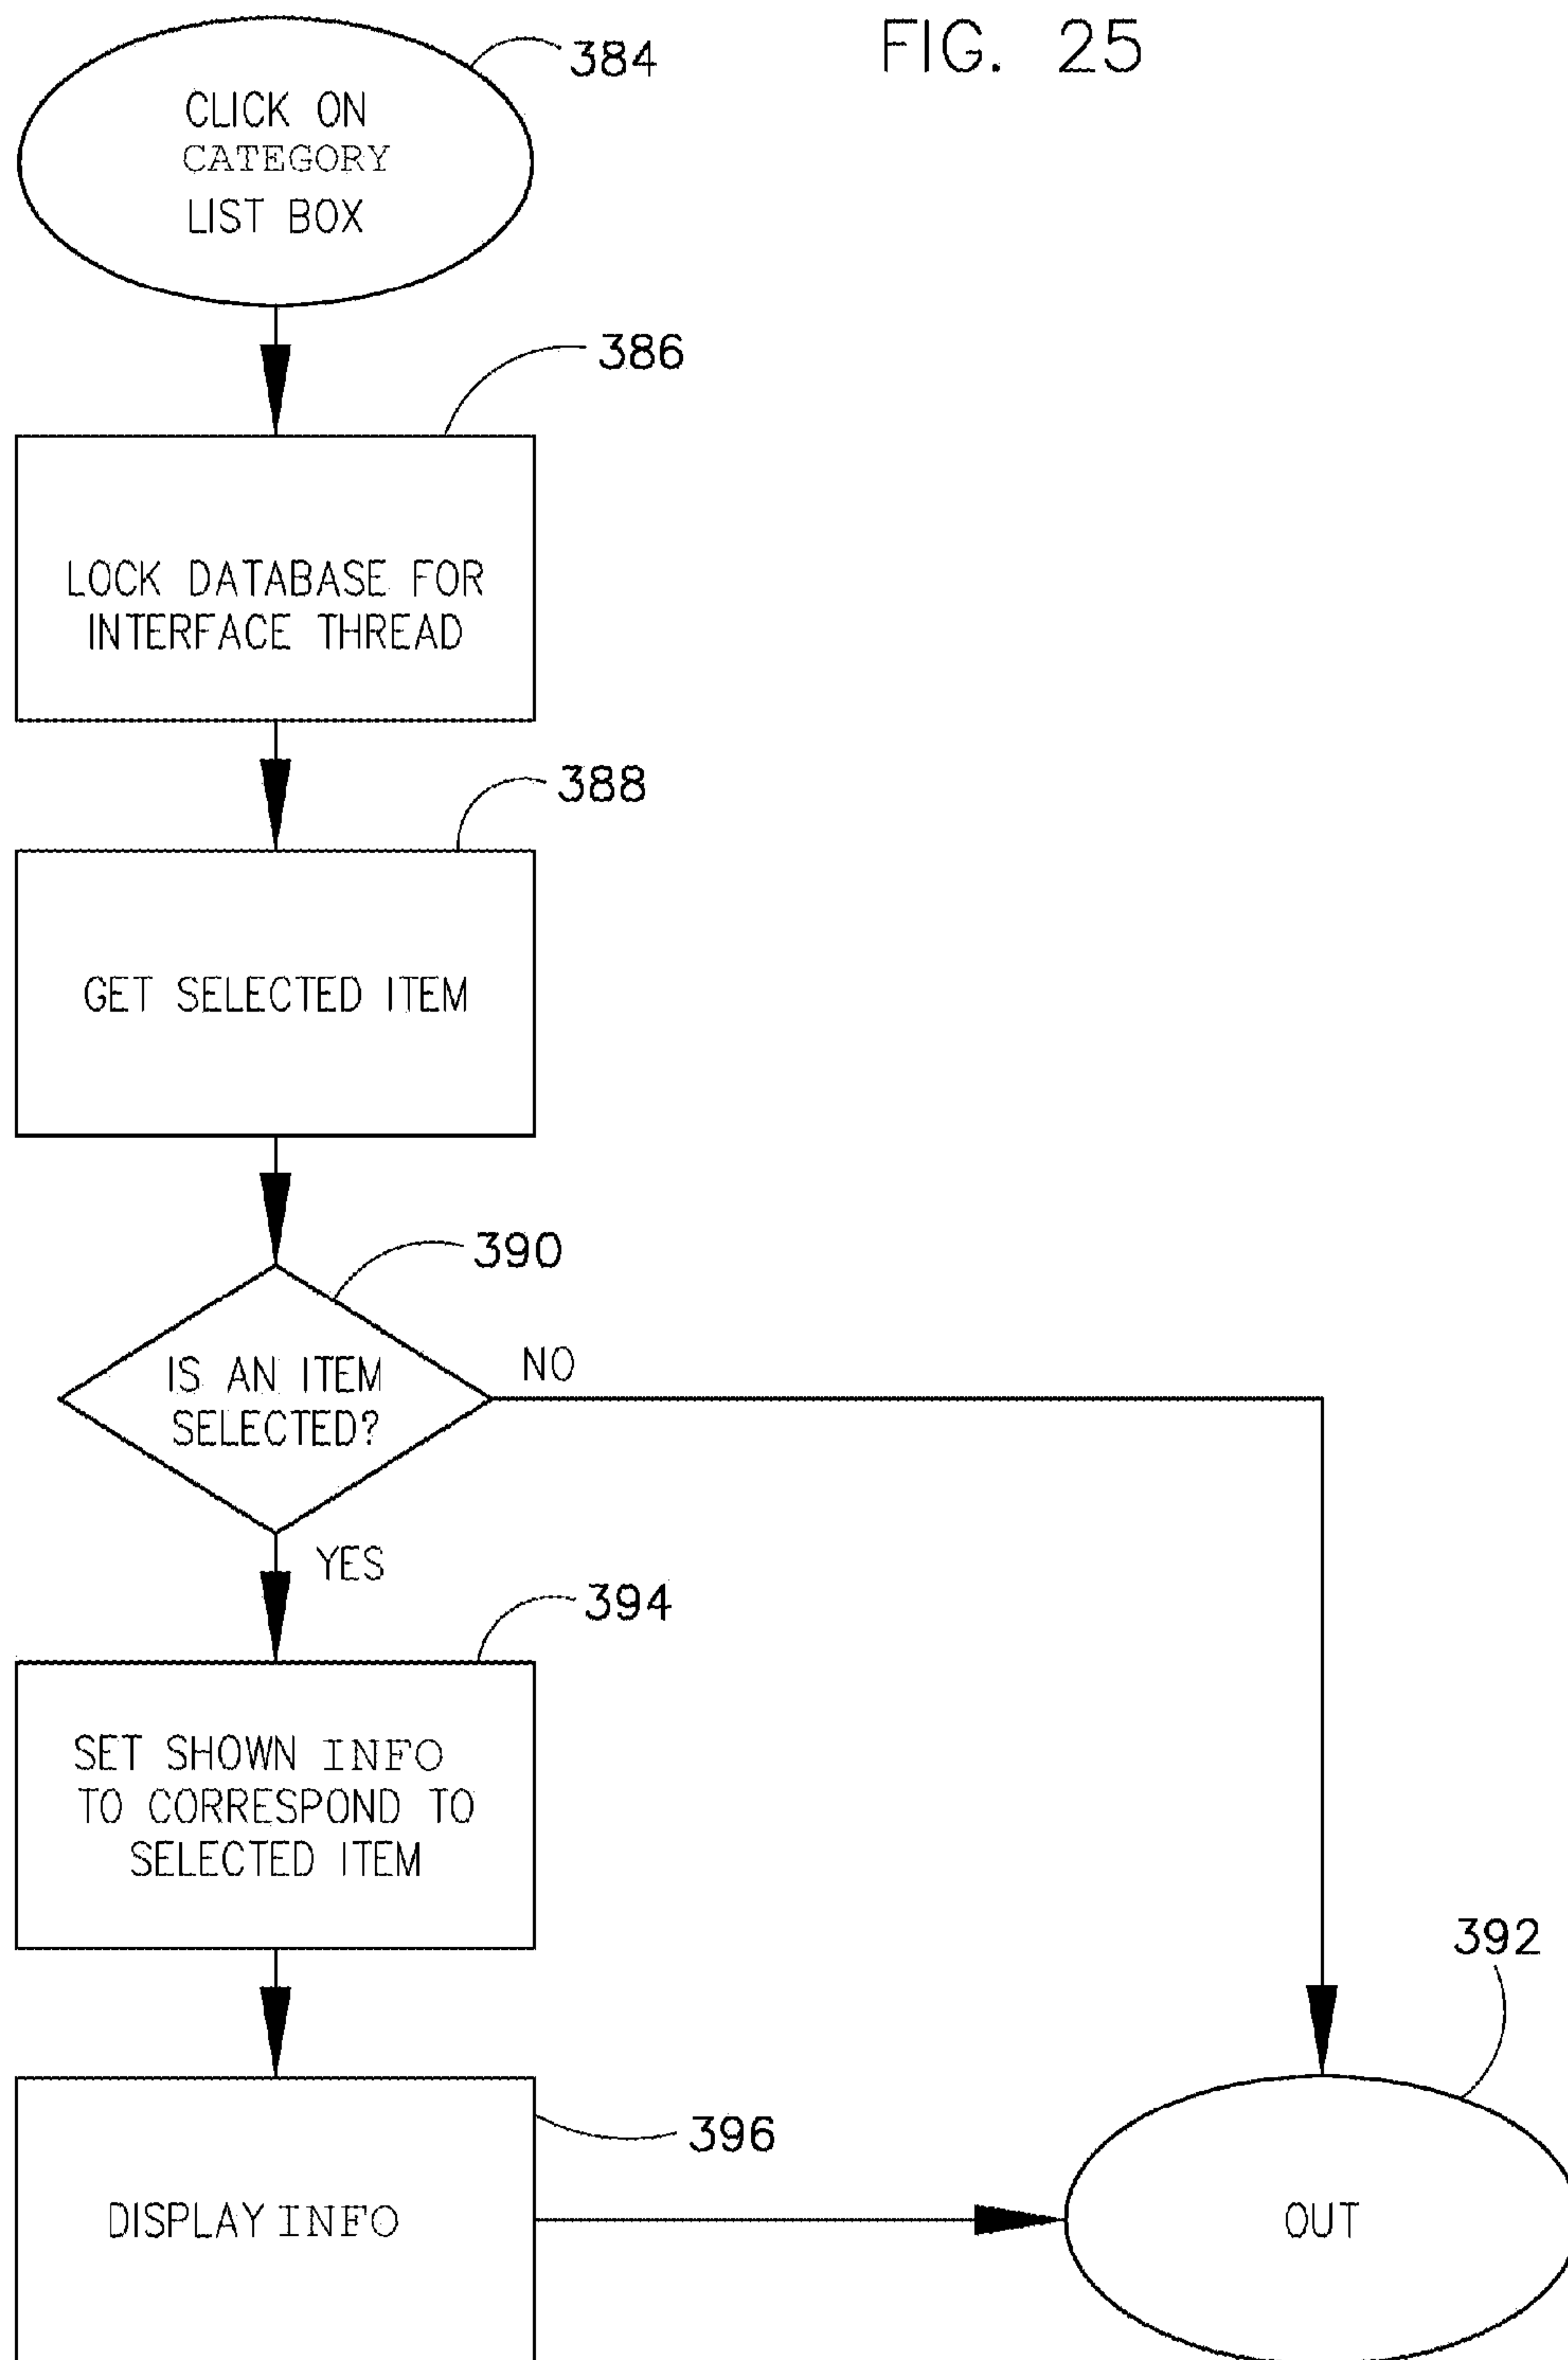 FIG. 25
384
CLICK ON
CATEGORY
LIST BOX
386
LOCK DATABASE FOR
INTERFACE THREAD
388
GET SELECTED ITEM
390
IS AN ITEM
SELECTED?
NO
YES
394
SET SHOWN INFO
TO CORRESPOND TO
SELECTED ITEM
392
396
DISPLAY INFO
OUT